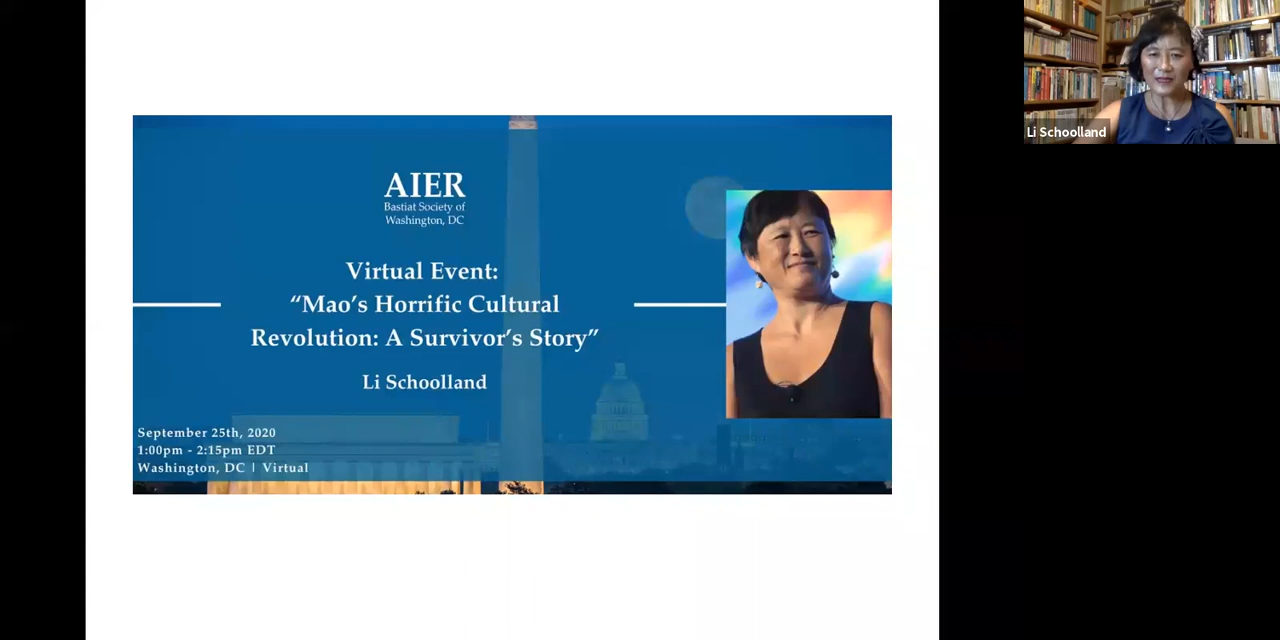 AIER
Bastiat Society of
Washington, DC
Virtual Event:
“Mao’s Horrific Cultural
Revolution: A Survivor’s Story”
Li Schoolland
September 25th, 2020
1:00pm - 2:15pm EDT
Washington, DC | Virtual
Li Schoolland